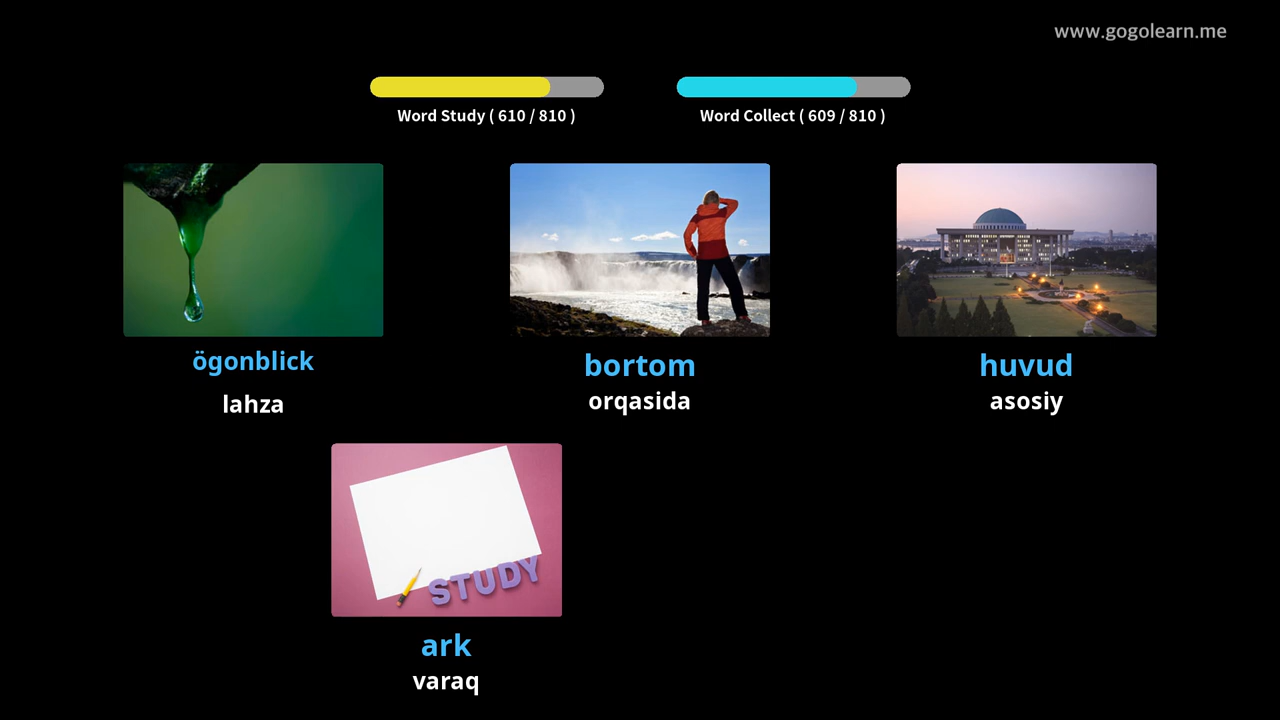 www.gogolearn.me
Word Study ( 610 / 810 )
Word Collect ( 609 / 810 )
ögonblick
lahza
bortom
orqasida
huvud
asosiy
STUDY
ark
varaq